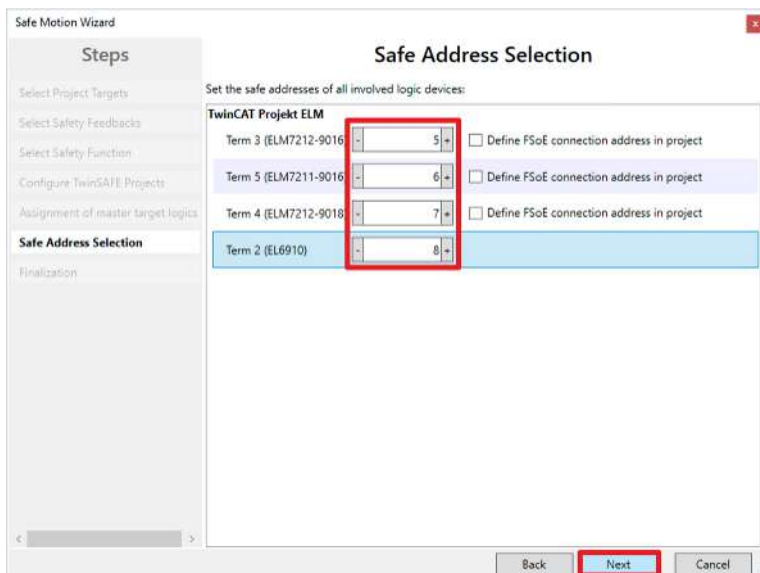 Safe Motion Wizard
x
Steps
Select Project Targets
Select Safety Feedbacks
Select Safety Function
Configure TwinSAFE Projects
Assignment of master target logics
Safe Address Selection
Finalization
Safe Address Selection
Set the safe addresses of all involved logic devices:
TwinCAT Projekt ELM
Term 3 (ELM7212-9016) - 5 + Define FSoE connection address in project
Term 5 (ELM7211-9016) - 6 + Define FSoE connection address in project
Term 4 (ELM7212-9018) - 7 + Define FSoE connection address in project
Term 2 (EL6910) - 8 +
< >
Back Next Cancel